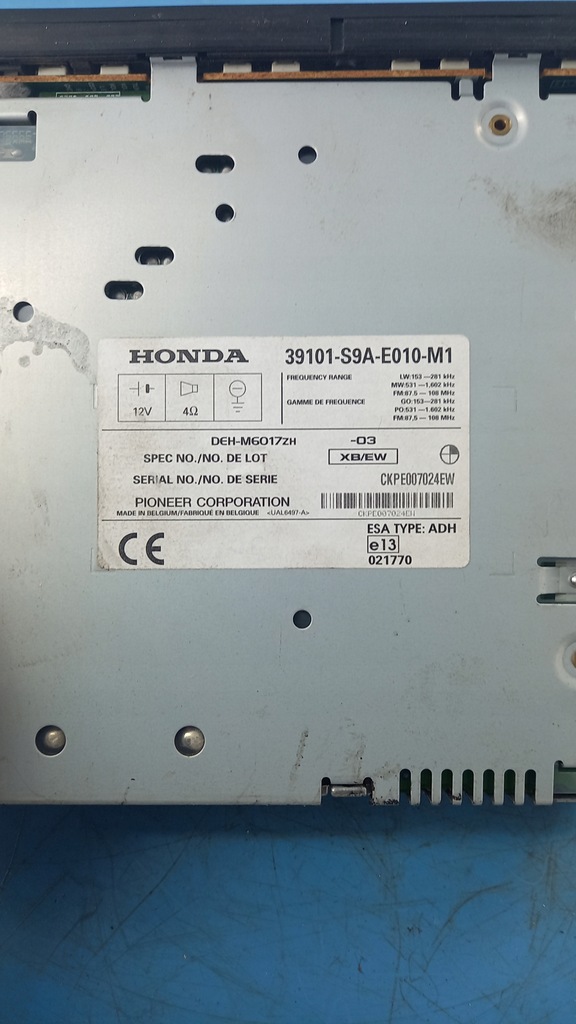 HONDA 39101-S9A-E010-M1
FREQUENCY RANGE LW:153—281 kHz
MW:531—1,602 kHz
FM:87.5 — 108 MHz
GAMME DE FREQUENCE GO:153—281 kHz
PO:531—1.602 kHz
FM:87,5 — 108 MHz
12V 4Ω
DEH-M6017ZH -03
SPEC NO./NO. DE LOT XB/EW
SERIAL NO./NO. DE SERIE CKPE007024EW
PIONEER CORPORATION
MADE IN BELGIUM/FABRIQUÉ EN BELGIQUE <UAL6497-A> CKPE007024EW
CE ESA TYPE: ADH
e13
021770